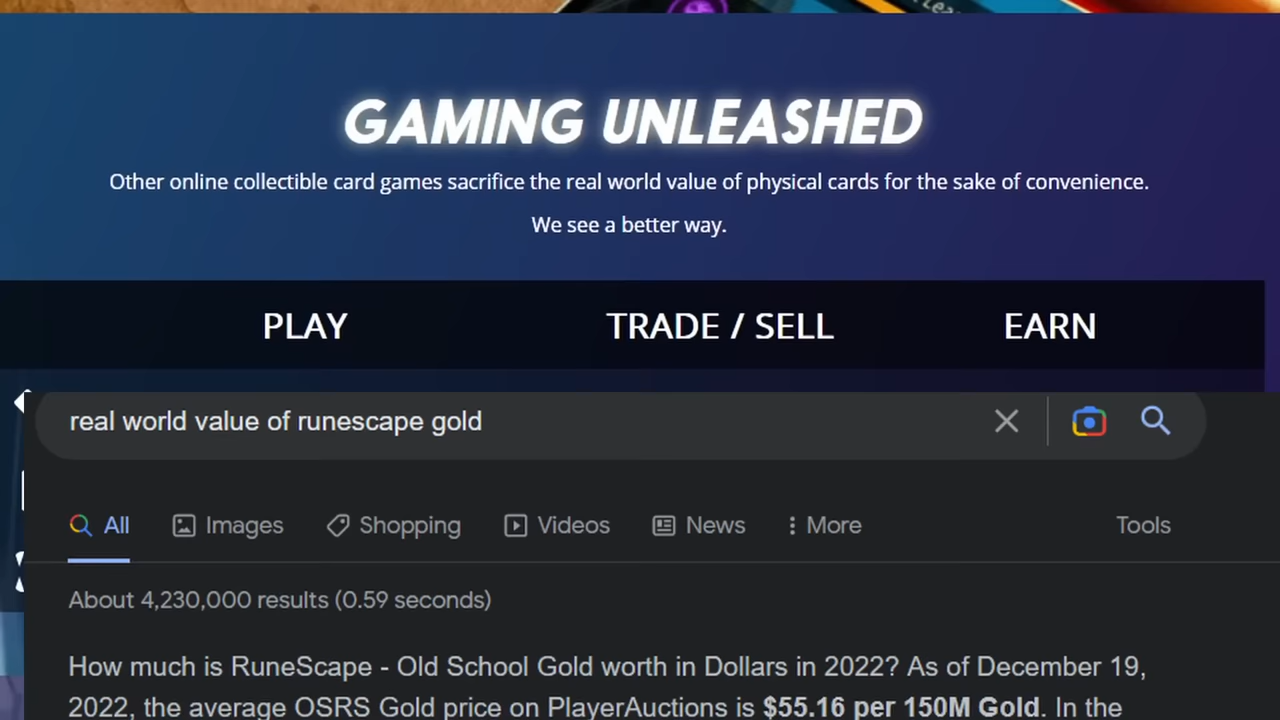 GAMING UNLEASHED
Other online collectible card games sacrifice the real world value of physical cards for the sake of convenience.
We see a better way.
PLAY TRADE / SELL EARN
real world value of runescape gold
All Images Shopping Videos News More Tools
About 4,230,000 results (0.59 seconds)
How much is RuneScape - Old School Gold worth in Dollars in 2022? As of December 19,
2022, the average OSRS Gold price on PlayerAuctions is $55.16 per 150M Gold. In the